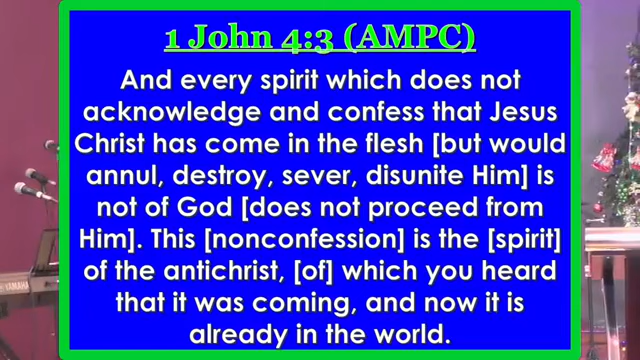 1 John 4:3 (AMPC)
And every spirit which does not
acknowledge and confess that Jesus
Christ has come in the flesh [but would
annul, destroy, sever, disunite Him] is
not of God [does not proceed from
Him]. This [nonconfession] is the [spirit]
of the antichrist, [of] which you heard
that it was coming, and now it is
already in the world.
YAMAHA